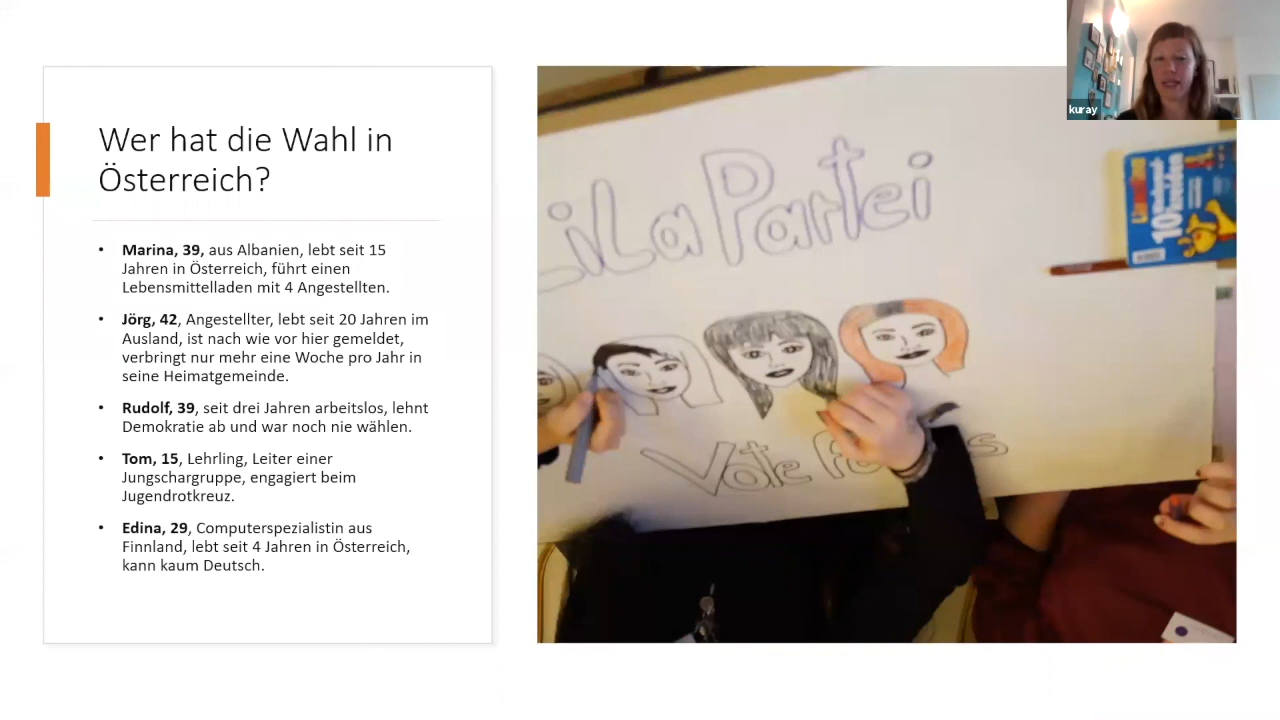 Wer hat die Wahl in
Österreich?
• Marina, 39, aus Albanien, lebt seit 15
Jahren in Österreich, führt einen
Lebensmittelladen mit 4 Angestellten.
• Jörg, 42, Angestellter, lebt seit 20 Jahren im
Ausland, ist nach wie vor hier gemeldet,
verbringt nur mehr eine Woche pro Jahr in
seine Heimatgemeinde.
• Rudolf, 39, seit drei Jahren arbeitslos, lehnt
Demokratie ab und war noch nie wählen.
• Tom, 15, Lehrling, Leiter einer
Jungschargruppe, engagiert beim
Jugendrotkreuz.
• Edina, 29, Computerspezialistin aus
Finnland, lebt seit 4 Jahren in Österreich,
kann kaum Deutsch.
LiLa Partei
Vote
kuray
10